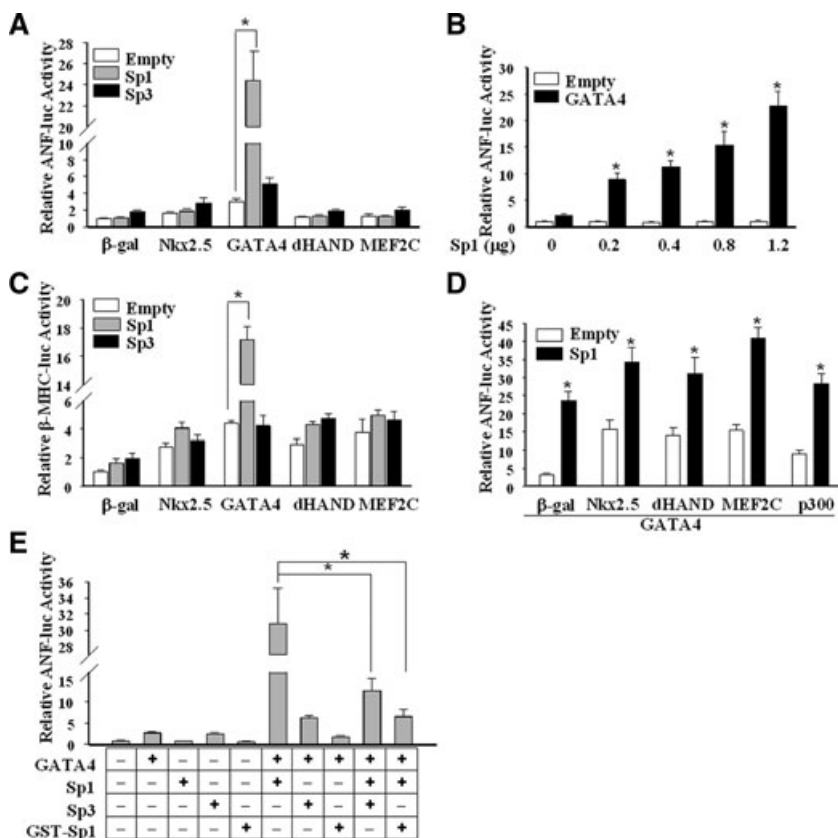 A
Relative ANF-luc Activity
28
26
24
22
20
10
8
6
4
2
0
Empty
Sp1
Sp3
*
β-gal Nkx2.5 GATA4 dHAND MEF2C
B
Relative ANF-luc Activity
30
25
20
15
10
5
0
Empty
GATA4
* * * *
Sp1 (μg) 0 0.2 0.4 0.8 1.2
C
Relative β-MHC-luc Activity
20
18
16
14
6
4
2
0
Empty
Sp1
Sp3
*
β-gal Nkx2.5 GATA4 dHAND MEF2C
D
Relative ANF-luc Activity
45
40
35
30
25
20
15
10
5
0
Empty
Sp1
* * * * *
β-gal Nkx2.5 dHAND MEF2C p300
GATA4
E
Relative ANF-luc Activity
36
34
32
30
28
15
10
5
0
*
*
GATA4 – + – – – + + + + +
Sp1 – – + – – + – – + +
Sp3 – – – + – – + – + –
GST-Sp1 – – – – + – – + – +